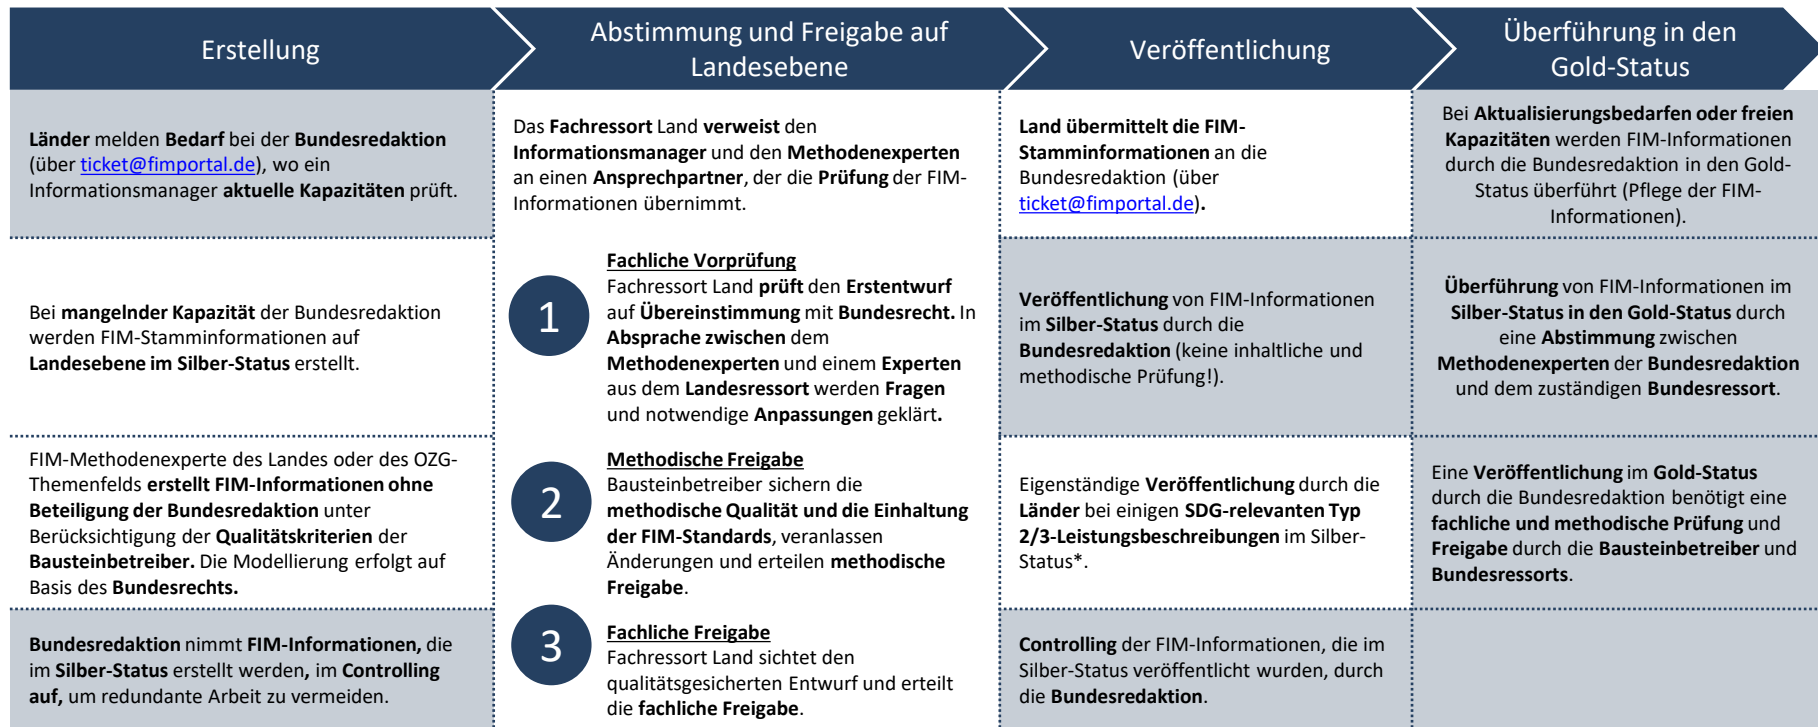 Erstellung
Abstimmung und Freigabe auf
Landesebene
Veröffentlichung
Überführung in den
Gold-Status
Länder melden Bedarf bei der Bundesredaktion
(über ticket@fimportal.de), wo ein
Informationsmanager aktuelle Kapazitäten prüft.
Bei mangelnder Kapazität der Bundesredaktion
werden FIM-Stamminformationen auf
Landesebene im Silber-Status erstellt.
FIM-Methodenexperte des Landes oder des OZG-
Themenfelds erstellt FIM-Informationen ohne
Beteiligung der Bundesredaktion unter
Berücksichtigung der Qualitätskriterien der
Bausteinbetreiber. Die Modellierung erfolgt auf
Basis des Bundesrechts.
Bundesredaktion nimmt FIM-Informationen, die
im Silber-Status erstellt werden, im Controlling
auf, um redundante Arbeit zu vermeiden.
Das Fachressort Land verweist den
Informationsmanager und den Methodenexperten
an einen Ansprechpartner, der die Prüfung der FIM-
Informationen übernimmt.
1
Fachliche Vorprüfung
Fachressort Land prüft den Erstentwurf
auf Übereinstimmung mit Bundesrecht. In
Absprache zwischen dem
Methodenexperten und einem Experten
aus dem Landesressort werden Fragen
und notwendige Anpassungen geklärt.
2
Methodische Freigabe
Bausteinbetreiber sichern die
methodische Qualität und die Einhaltung
der FIM-Standards, veranlassen
Änderungen und erteilen methodische
Freigabe.
3
Fachliche Freigabe
Fachressort Land sichtet den
qualitätsgesicherten Entwurf und erteilt
die fachliche Freigabe.
Land übermittelt die FIM-
Stamminformationen an die
Bundesredaktion (über
ticket@fimportal.de).
Veröffentlichung von FIM-Informationen
im Silber-Status durch die
Bundesredaktion (keine inhaltliche und
methodische Prüfung!).
Eigenständige Veröffentlichung durch die
Länder bei einigen SDG-relevanten Typ
2/3-Leistungsbeschreibungen im Silber-
Status*.
Controlling der FIM-Informationen, die im
Silber-Status veröffentlicht wurden, durch
die Bundesredaktion.
Bei Aktualisierungsbedarfen oder freien
Kapazitäten werden FIM-Informationen
durch die Bundesredaktion in den Gold-
Status überführt (Pflege der FIM-
Informationen).
Überführung von FIM-Informationen im
Silber-Status in den Gold-Status durch
eine Abstimmung zwischen
Methodenexperten der Bundesredaktion
und dem zuständigen Bundesressort.
Eine Veröffentlichung im Gold-Status
durch die Bundesredaktion benötigt eine
fachliche und methodische Prüfung und
Freigabe durch die Bausteinbetreiber und
Bundesressorts.